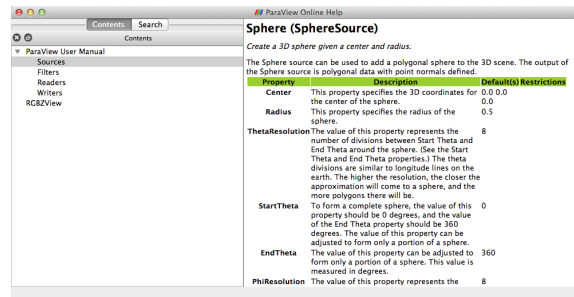 ParaView Online Help
Contents Search
Contents
ParaView User Manual
Sources
Filters
Readers
Writers
RGBZView
Sphere (SphereSource)
Create a 3D sphere given a center and radius.
The Sphere source can be used to add a polygonal sphere to the 3D scene. The output of
the Sphere source is polygonal data with point normals defined.
Property Description Default(s) Restrictions
Center This property specifies the 3D coordinates for 0.0 0.0
the center of the sphere. 0.0
Radius This property specifies the radius of the 0.5
sphere.
ThetaResolution The value of this property represents the 8
number of divisions between Start Theta and
End Theta around the sphere. (See the Start
Theta and End Theta properties.) The theta
divisions are similar to longitude lines on the
earth. The higher the resolution, the closer the
approximation will come to a sphere, and the
more polygons there will be.
StartTheta To form a complete sphere, the value of this 0
property should be 0 degrees, and the value
of the End Theta property should be 360
degrees. The value of this property can be
adjusted to form only a portion of a sphere.
EndTheta The value of this property can be adjusted to 360
form only a portion of a sphere. This value is
measured in degrees.
PhiResolution The value of this property represents the 8